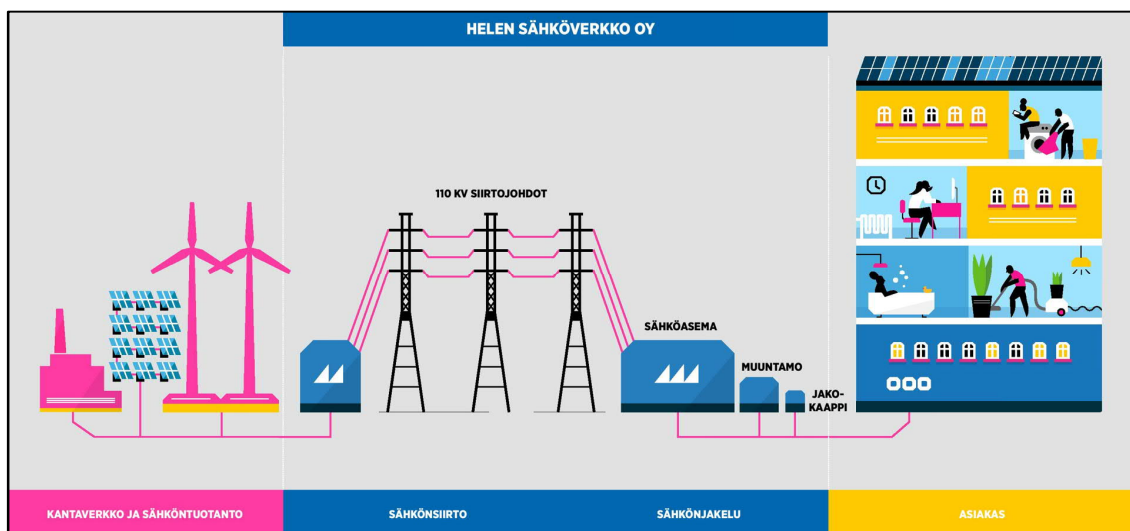 HELEN SÄHKÖVERKKO OY
110 KV SIIRTOJOHDOT
SÄHKÖASEMA
MUUNTAMO
JAKO-
KAAPPI
KANTAVERKKO JA SÄHKÖNTUOTANTO
SÄHKÖNSIIRTO
SÄHKÖNJAKELU
ASIAKAS